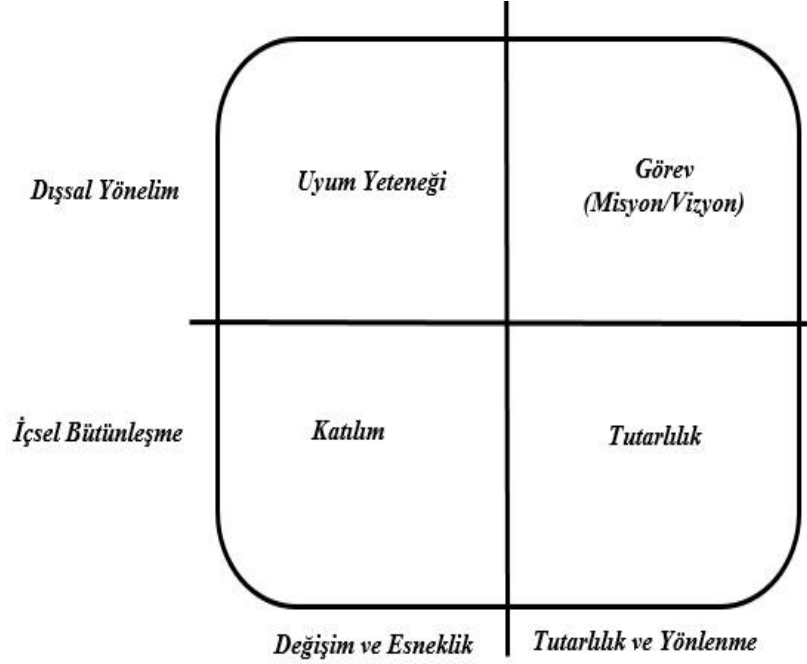 Dışsal Yönelim
Uyum Yeteneği
Görev
(Misyon/Vizyon)
İçsel Bütünleşme
Katılım
Tutarlılık
Değişim ve Esneklik
Tutarlılık ve Yönlenme